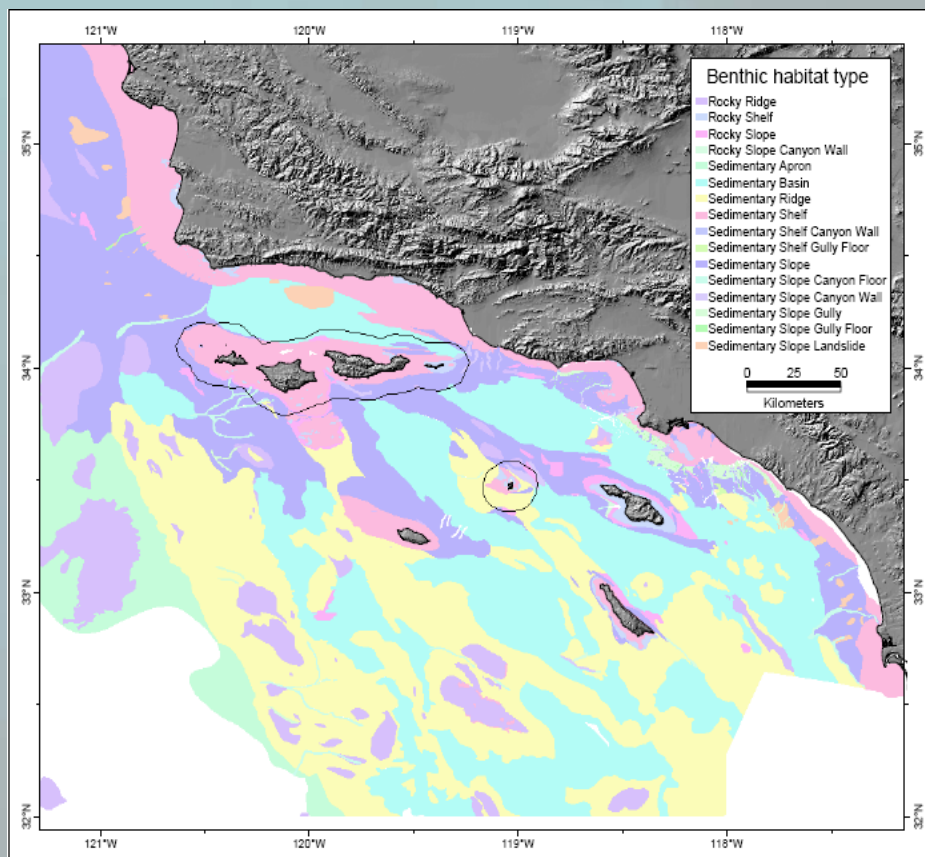 121°W 120°W 119°W 118°W
Benthic habitat type
Rocky Ridge
Rocky Shelf
Rocky Slope
Rocky Slope Canyon Wall
Sedimentary Apron
Sedimentary Basin
Sedimentary Ridge
Sedimentary Shelf
Sedimentary Shelf Canyon Wall
Sedimentary Shelf Gully Floor
Sedimentary Slope
Sedimentary Slope Canyon Floor
Sedimentary Slope Canyon Wall
Sedimentary Slope Gully
Sedimentary Slope Gully Floor
Sedimentary Slope Landslide
0 25 50
Kilometers
35°N 35°N
34°N 34°N
33°N 33°N
32°N 32°N
121°W 120°W 119°W 118°W